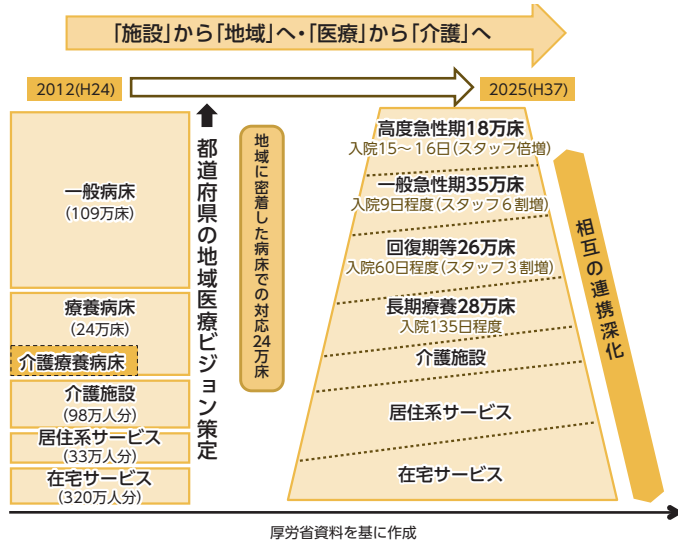 「施設」から「地域」へ・「医療」から「介護」へ
2012(H24)
2025(H37)
一般病床
(109万床)
療養病床
(24万床)
介護療養病床
介護施設
(98万人分)
居住系サービス
(33万人分)
在宅サービス
(320万人分)
都道府県の地域医療ビジョン策定
地域に密着した病床での対応24万床
高度急性期18万床
入院15～16日(スタッフ倍増)
一般急性期35万床
入院9日程度(スタッフ6割増)
回復期等26万床
入院60日程度(スタッフ3割増)
長期療養28万床
入院135日程度
介護施設
居住系サービス
在宅サービス
相互の連携深化
厚労省資料を基に作成